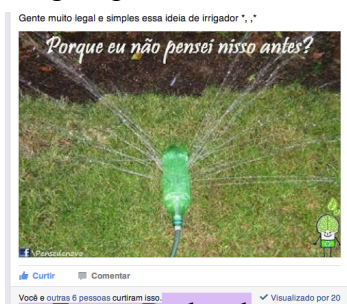 Gente muito legal e simples essa ideia de irrigador *, ,*
Porque eu não pensei nisso antes?
\Pensedenovo
Curtir
Comentar
Você e outras 6 pessoas curtiram isso.
Visualizado por 20